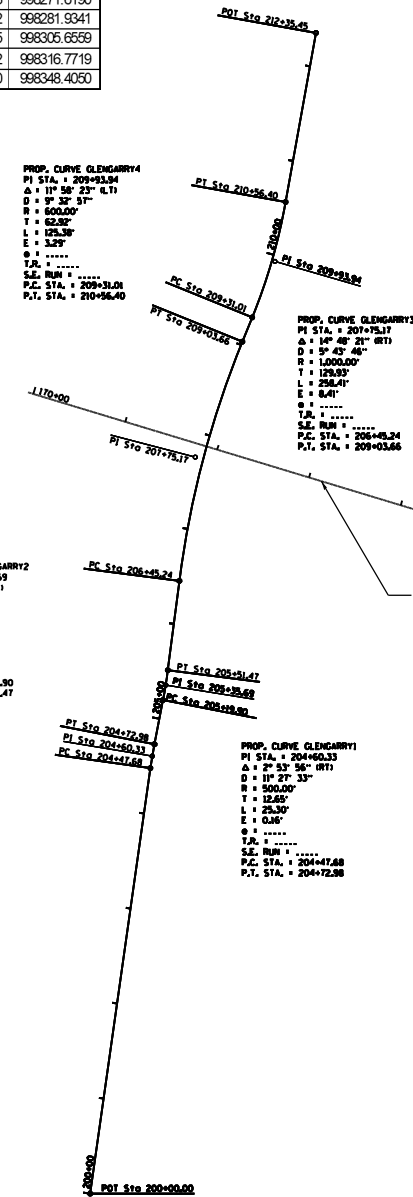 998281.9341
998305.6559
998316.7719
998348.4050
POT Sta 212+35.45
PROP. CURVE GLENGARRY4
PI STA. = 209+93.94
Δ = 11° 58' 23" (LT)
D = 9° 32' 57"
R = 600.00'
T = 62.92'
L = 125.38'
E = 3.29'
e = -----
T.R. = -----
S.E. RUN = -----
P.C. STA. = 209+31.01
P.T. STA. = 210+56.40
PT Sta 210+56.40
210+00
PI Sta 209+93.94
PC Sta 209+31.01
PT Sta 209+03.66
PROP. CURVE GLENGARRY3
PI STA. = 207+75.17
Δ = 14° 48' 21" (RT)
D = 5° 43' 46"
R = 1,000.00'
T = 129.93'
L = 258.41'
E = 8.41'
e = -----
T.R. = -----
S.E. RUN = -----
P.C. STA. = 206+45.24
P.T. STA. = 209+03.66
1170+00
PI Sta 207+75.17
PC Sta 206+45.24
GARRY2
69
)
.90
.47
PT Sta 205+51.47
PI Sta 205+35.69
PC Sta 205+19.90
205+00
PT Sta 204+72.98
PI Sta 204+60.33
PC Sta 204+47.68
PROP. CURVE GLENGARRY1
PI STA. = 204+60.33
Δ = 2° 53' 56" (RT)
D = 11° 27' 33"
R = 500.00'
T = 12.65'
L = 25.30'
E = 0.16'
e = -----
T.R. = -----
S.E. RUN = -----
P.C. STA. = 204+47.68
P.T. STA. = 204+72.98
200+00
POT Sta 200+00.00